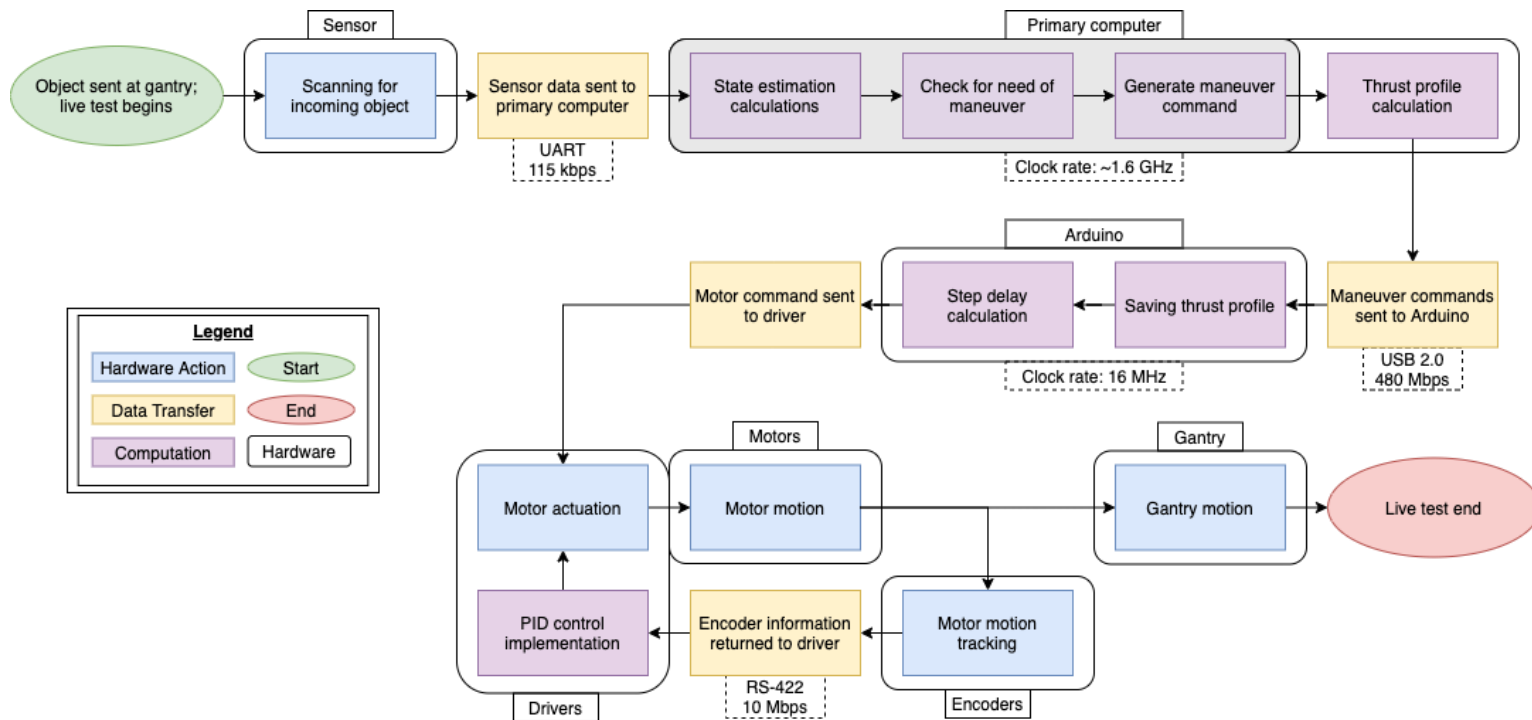 Sensor
Primary computer
Object sent at gantry;
live test begins
Scanning for
incoming object
Sensor data sent to
primary computer
UART
115 kbps
State estimation
calculations
Check for need of
maneuver
Generate maneuver
command
Thrust profile
calculation
Clock rate: ~1.6 GHz
Arduino
Motor command sent
to driver
Step delay
calculation
Saving thrust profile
Maneuver commands
sent to Arduino
Clock rate: 16 MHz
USB 2.0
480 Mbps
Legend
Hardware Action
Start
Data Transfer
End
Computation
Hardware
Motors
Gantry
Motor actuation
Motor motion
Gantry motion
Live test end
PID control
implementation
Encoder information
returned to driver
Motor motion
tracking
Drivers
RS-422
10 Mbps
Encoders